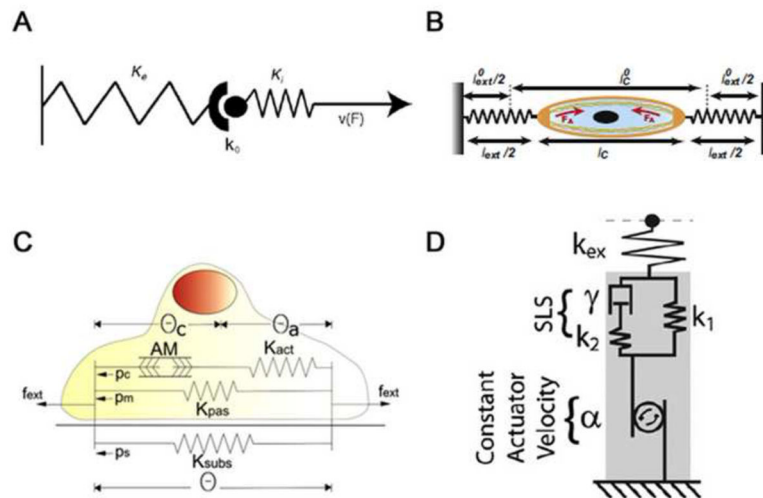 A
Ke
Ki
k0
v(F)
B
l⁰ext/2
l⁰C
l⁰ext/2
FA
FA
lext/2
lC
lext/2
C
Θc
Θa
AM
Kact
pc
fext
pm
fext
Kpas
ps
Ksubs
Θ
D
kex
SLS
γ
k2
k1
Constant
Actuator
Velocity
α